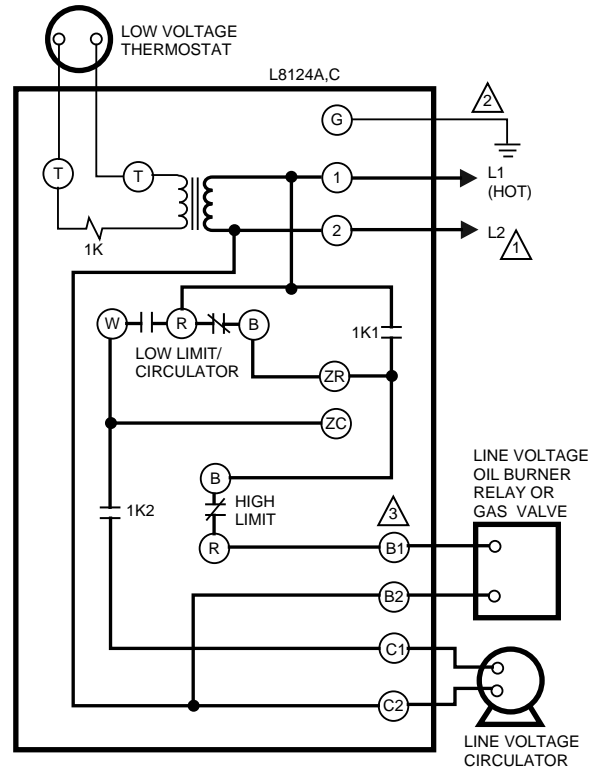 LOW VOLTAGE
THERMOSTAT
L8124A,C
G
2
T
T
1
L1
(HOT)
1K
2
L2
1
W
R
B
1K1
LOW LIMIT/
CIRCULATOR
ZR
ZC
LINE VOLTAGE
OIL BURNER
RELAY OR
GAS VALVE
B
1K2
HIGH
LIMIT
3
R
B1
B2
C1
C2
LINE VOLTAGE
CIRCULATOR